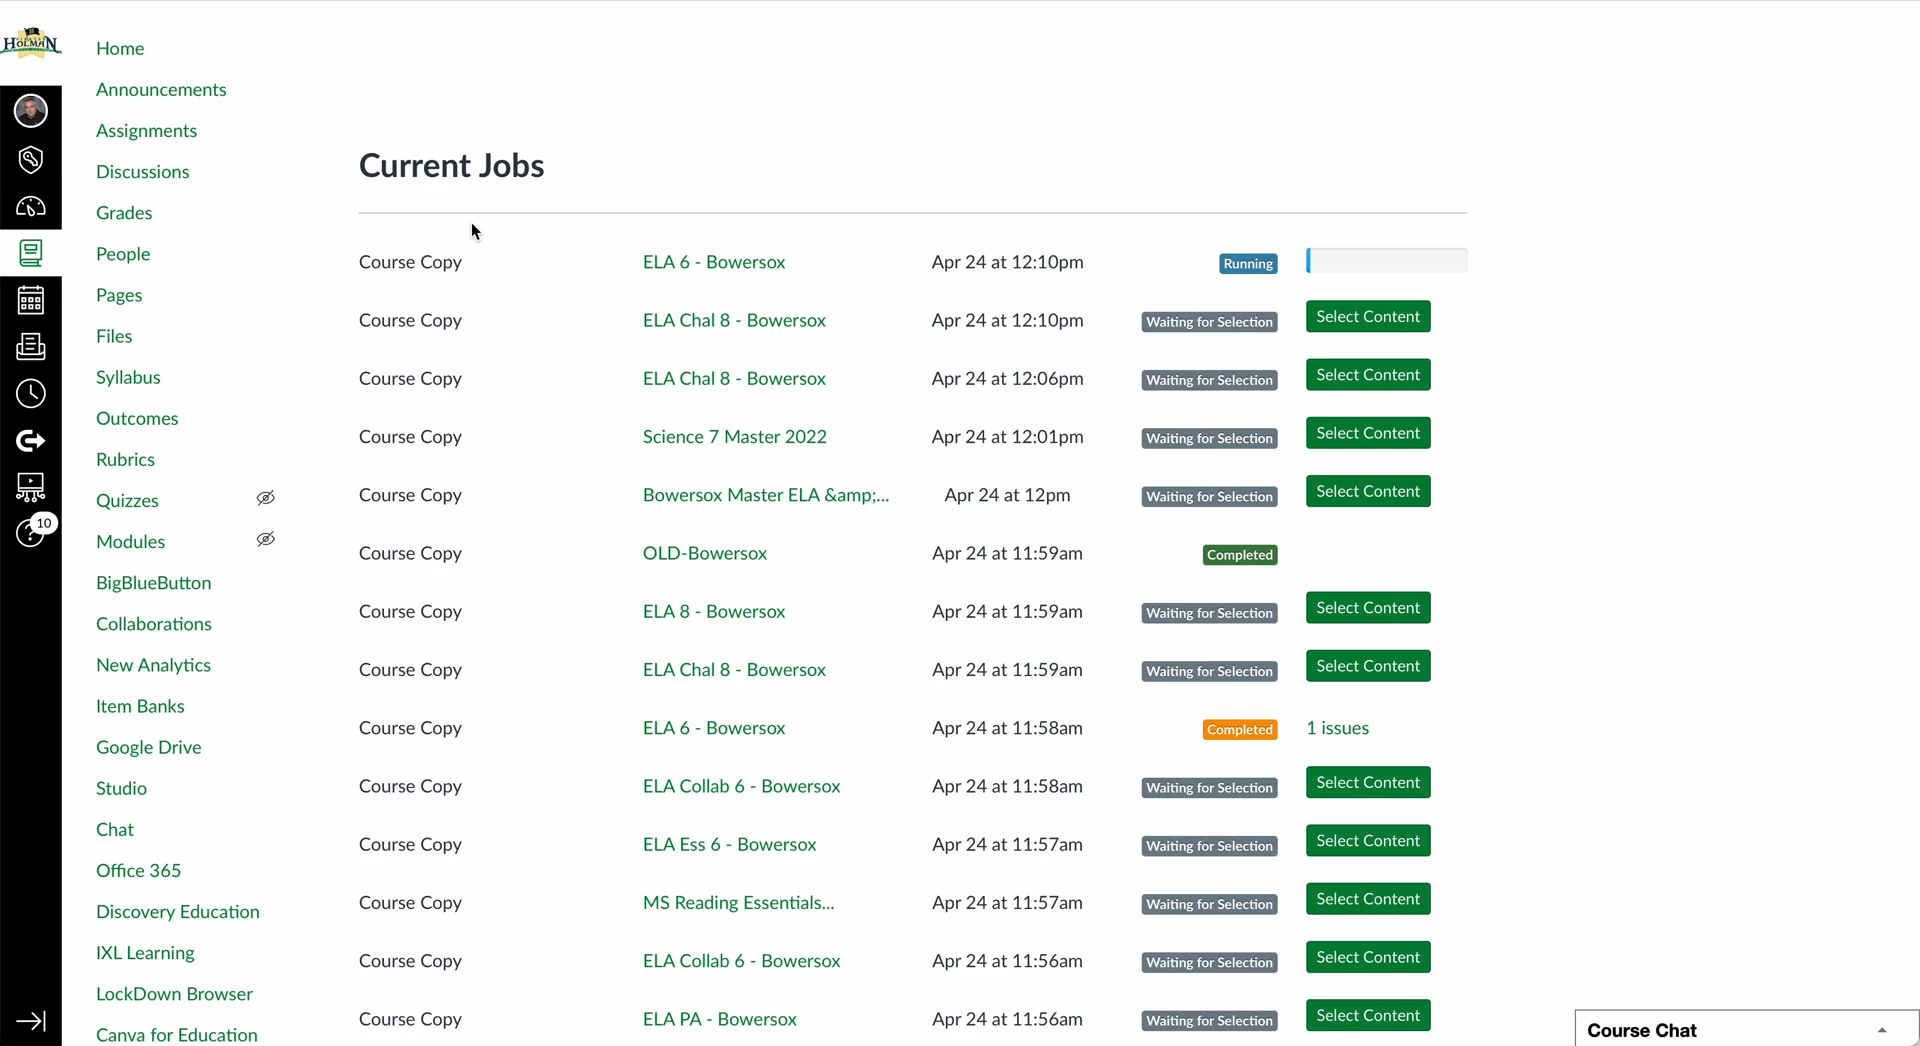 HOLMAN
Home
Announcements
Assignments
Discussions
Grades
People
Pages
Files
Syllabus
Outcomes
Rubrics
Quizzes
Modules
BigBlueButton
Collaborations
New Analytics
Item Banks
Google Drive
Studio
Chat
Office 365
Discovery Education
IXL Learning
LockDown Browser
Canva for Education
10
Current Jobs
Course Copy ELA 6 - Bowersox Apr 24 at 12:10pm Running
Course Copy ELA Chal 8 - Bowersox Apr 24 at 12:10pm Waiting for Selection Select Content
Course Copy ELA Chal 8 - Bowersox Apr 24 at 12:06pm Waiting for Selection Select Content
Course Copy Science 7 Master 2022 Apr 24 at 12:01pm Waiting for Selection Select Content
Course Copy Bowersox Master ELA &amp;... Apr 24 at 12pm Waiting for Selection Select Content
Course Copy OLD-Bowersox Apr 24 at 11:59am Completed
Course Copy ELA 8 - Bowersox Apr 24 at 11:59am Waiting for Selection Select Content
Course Copy ELA Chal 8 - Bowersox Apr 24 at 11:59am Waiting for Selection Select Content
Course Copy ELA 6 - Bowersox Apr 24 at 11:58am Completed 1 issues
Course Copy ELA Collab 6 - Bowersox Apr 24 at 11:58am Waiting for Selection Select Content
Course Copy ELA Ess 6 - Bowersox Apr 24 at 11:57am Waiting for Selection Select Content
Course Copy MS Reading Essentials... Apr 24 at 11:57am Waiting for Selection Select Content
Course Copy ELA Collab 6 - Bowersox Apr 24 at 11:56am Waiting for Selection Select Content
Course Copy ELA PA - Bowersox Apr 24 at 11:56am Waiting for Selection Select Content
Course Chat